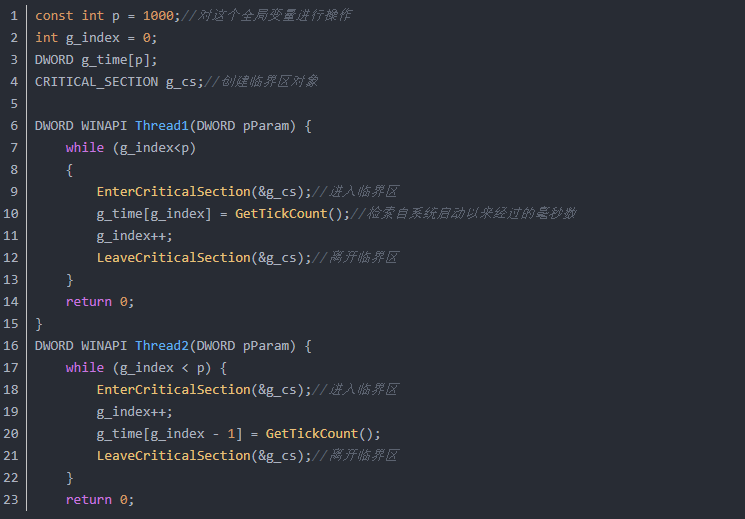 1 const int p = 1000;//对这个全局变量进行操作
2 int g_index = 0;
3 DWORD g_time[p];
4 CRITICAL_SECTION g_cs;//创建临界区对象
5
6 DWORD WINAPI Thread1(DWORD pParam) {
7     while (g_index<p)
8     {
9         EnterCriticalSection(&g_cs);//进入临界区
10         g_time[g_index] = GetTickCount();//检索自系统启动以来经过的毫秒数
11         g_index++;
12         LeaveCriticalSection(&g_cs);//离开临界区
13     }
14     return 0;
15 }
16 DWORD WINAPI Thread2(DWORD pParam) {
17     while (g_index < p) {
18         EnterCriticalSection(&g_cs);//进入临界区
19         g_index++;
20         g_time[g_index - 1] = GetTickCount();
21         LeaveCriticalSection(&g_cs);//离开临界区
22     }
23     return 0;